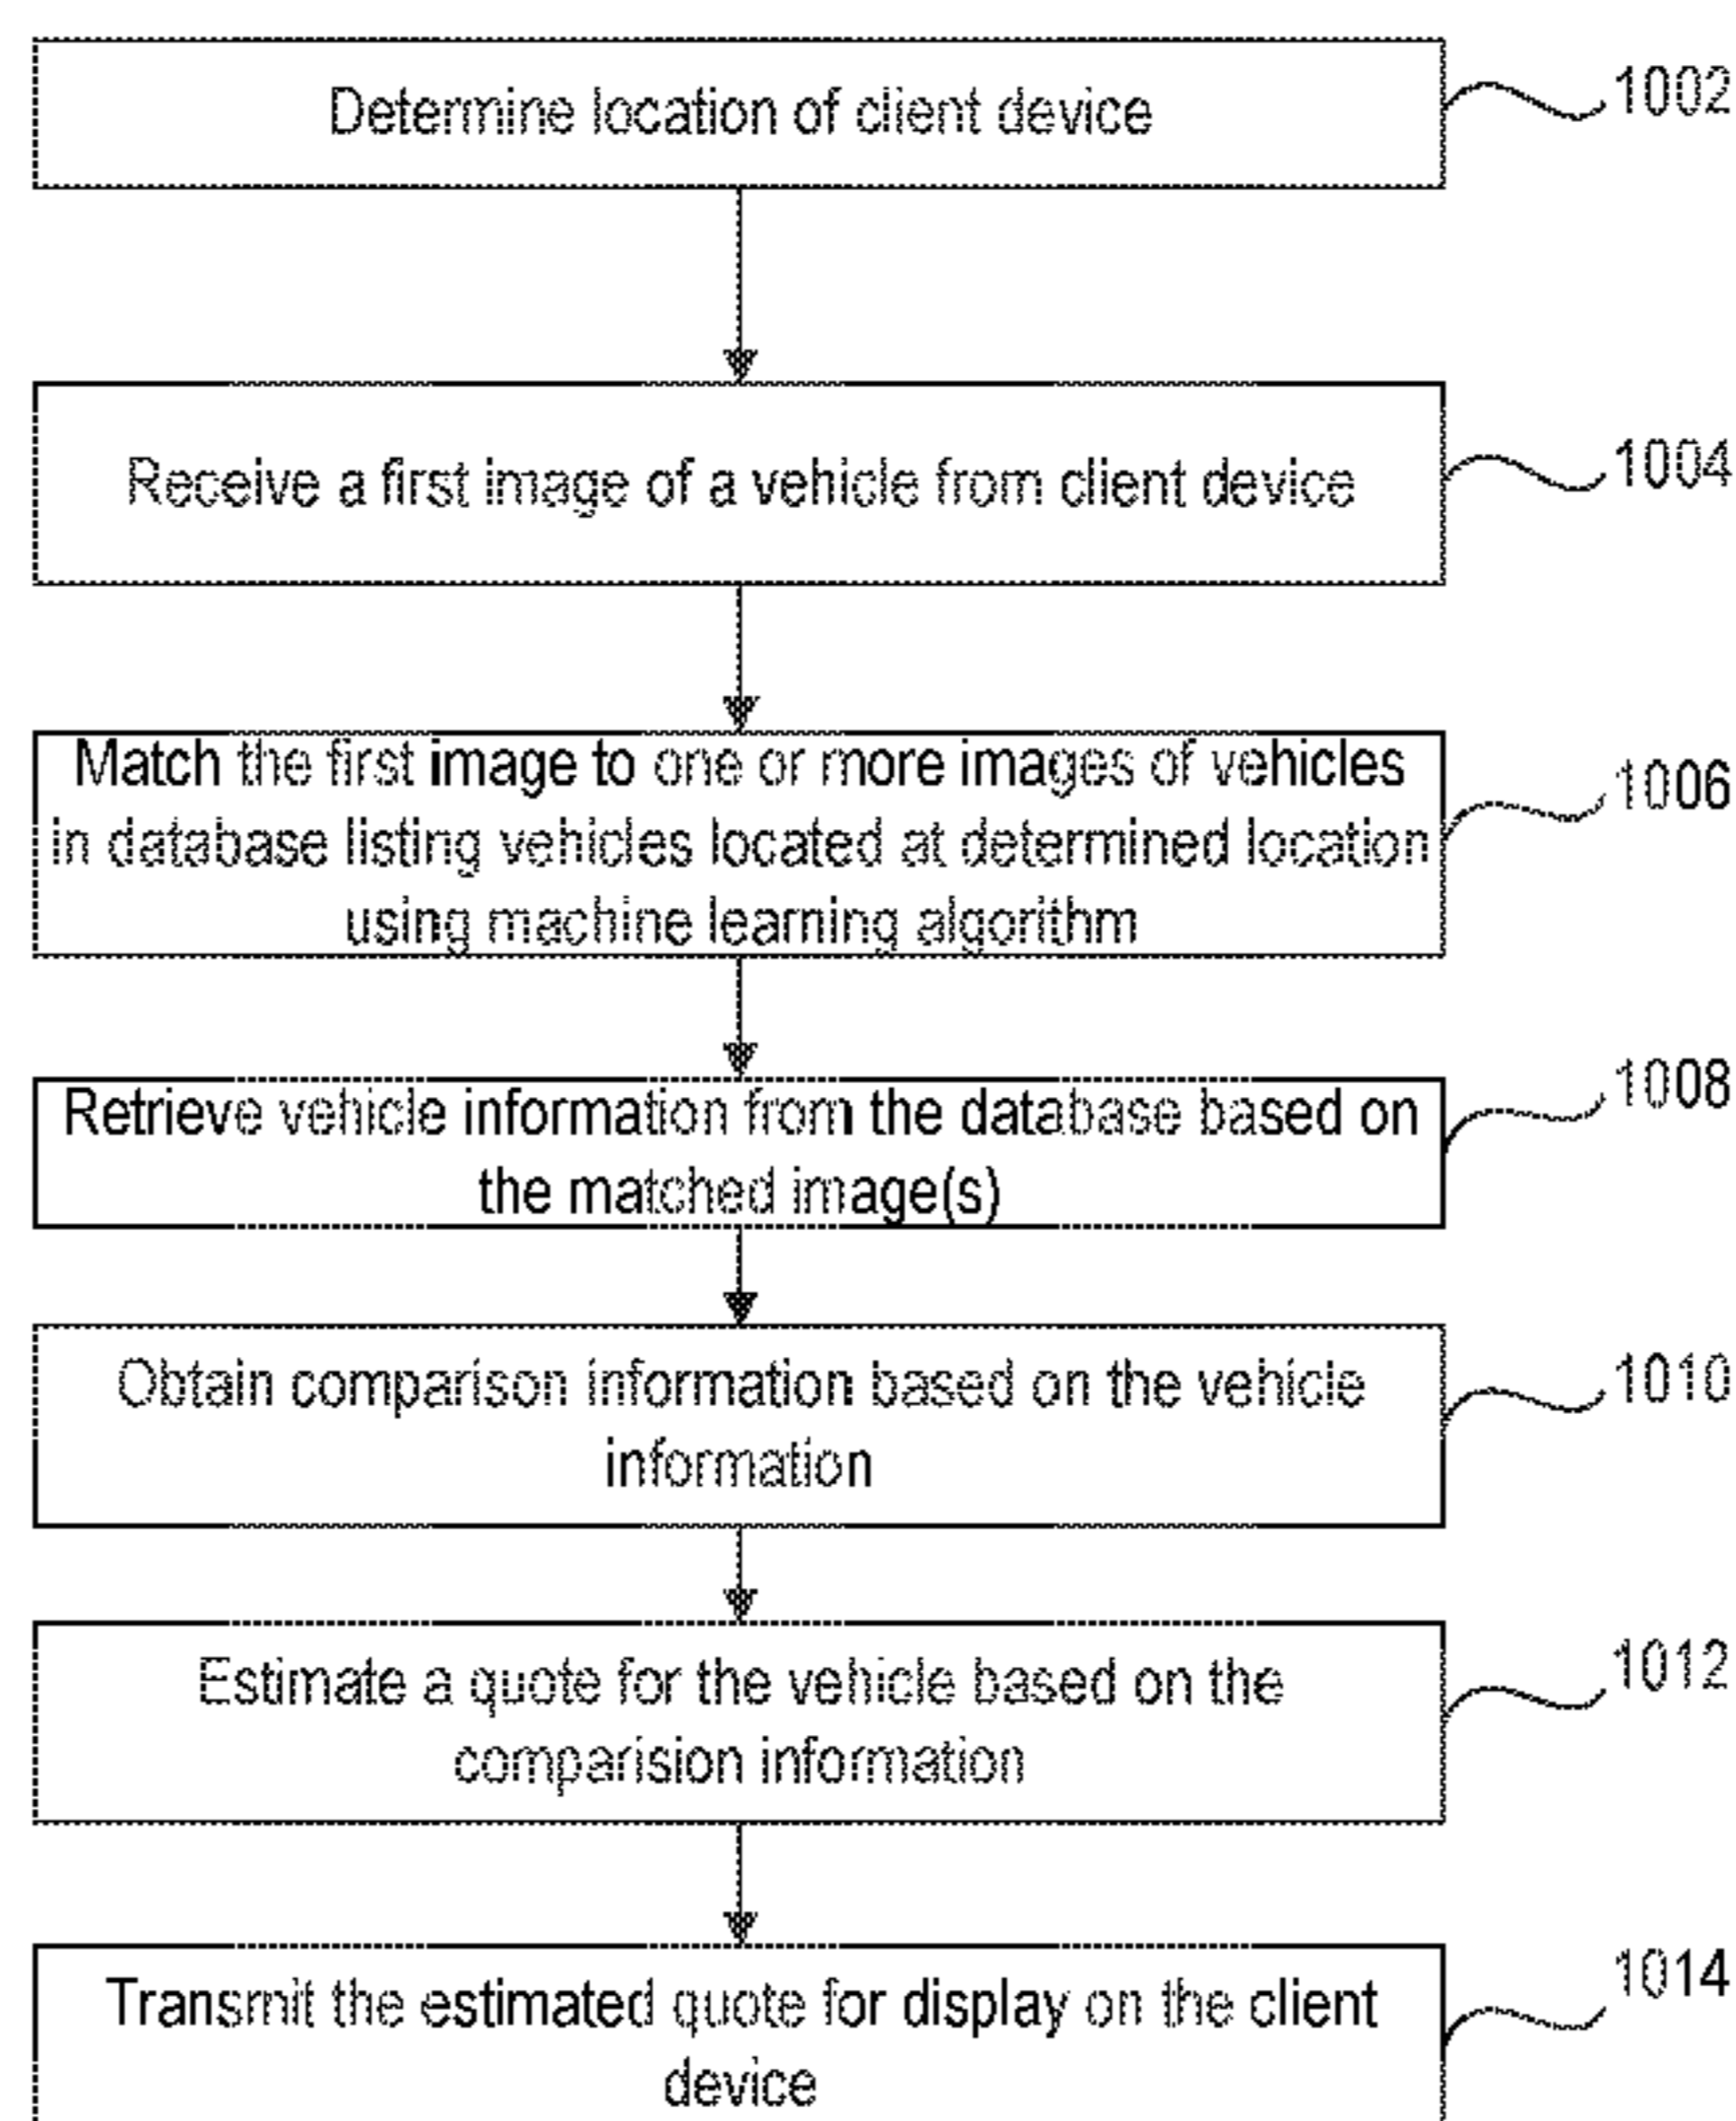 Determine location of client device
1002
Receive a first image of a vehicle from client device
1004
Match the first image to one or more images of vehicles
in database listing vehicles located at determined location
using machine learning algorithm
1006
Retrieve vehicle information from the database based on
the matched image(s)
1008
Obtain comparison information based on the vehicle
information
1010
Estimate a quote for the vehicle based on the
comparision information
1012
Transmit the estimated quote for display on the client
device
1014